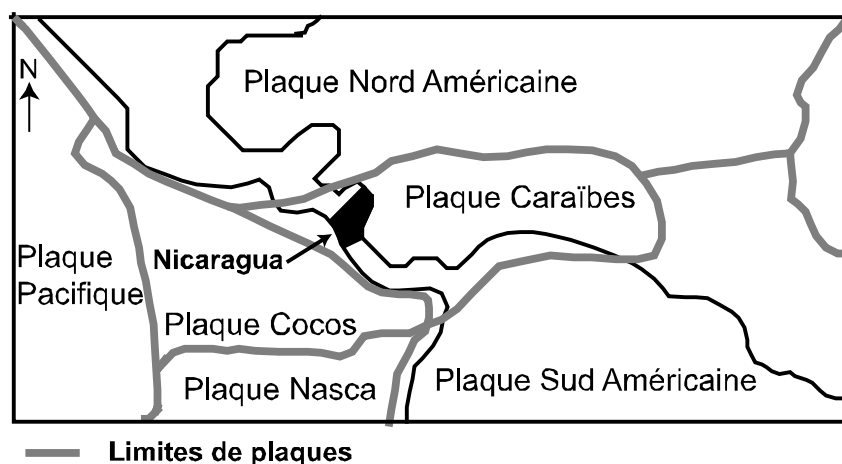 N
Plaque Nord Américaine
Plaque Caraïbes
Plaque
Pacifique
Nicaragua
Plaque Cocos
Plaque Nasca
Plaque Sud Américaine
Limites de plaques